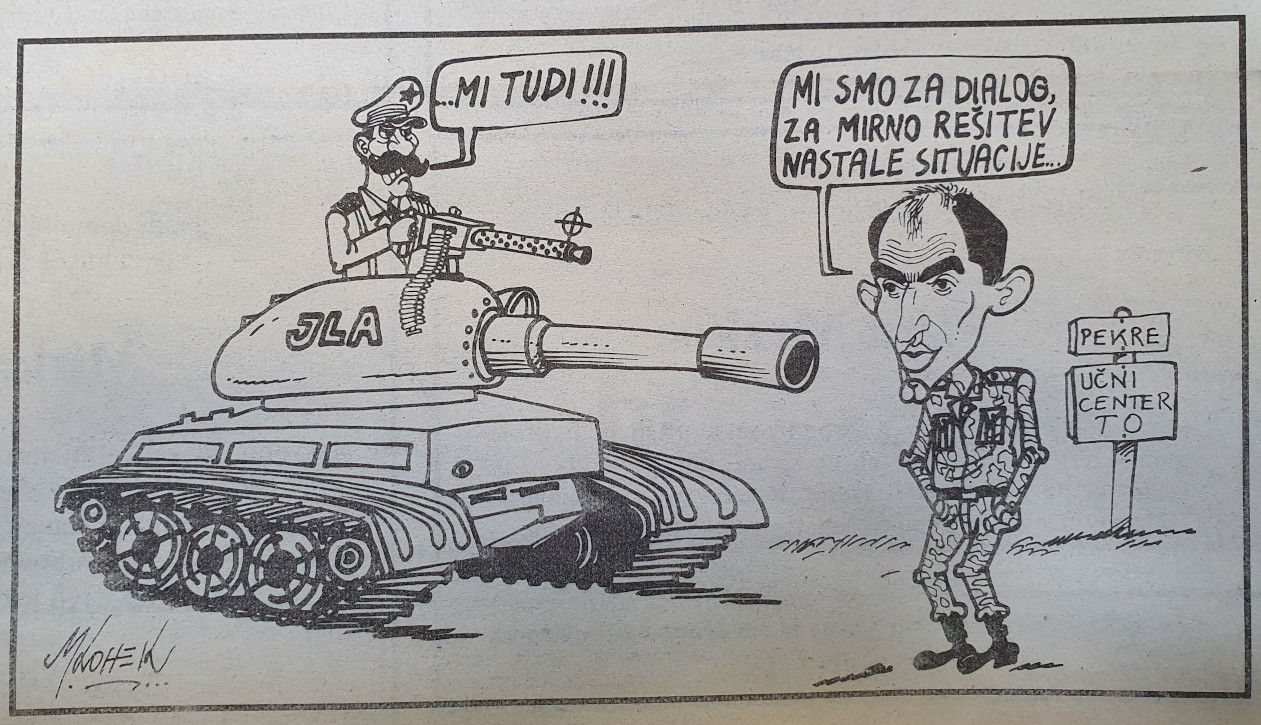 ...MI TUDI!!!
MI SMO ZA DIALOG,
ZA MIRNO REŠITEV
NASTALE SITUACIJE...
JLA
PEKRE
UČNI
CENTER
T.O